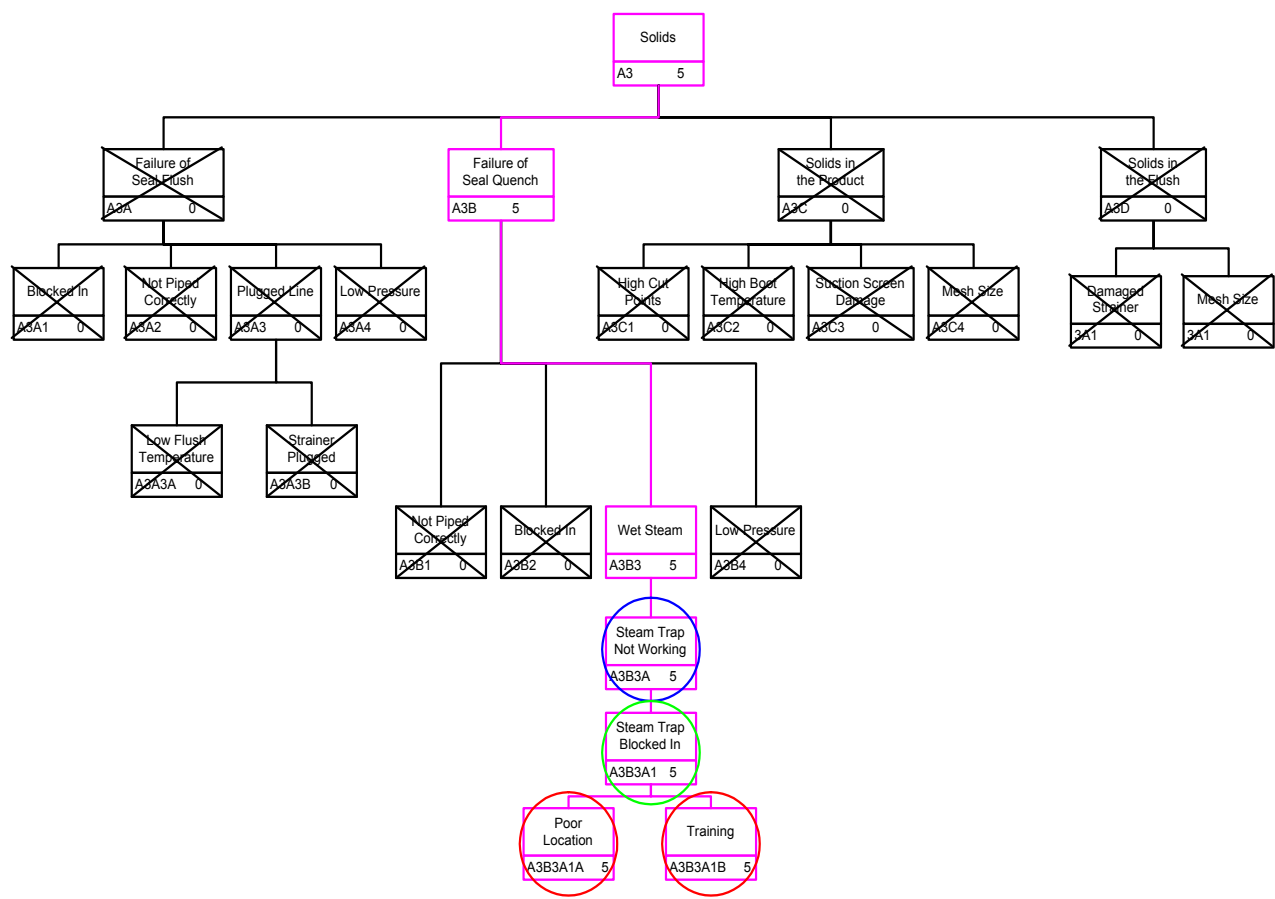 Solids
A3 5
Failure of
Seal Flush
A3A 0
Failure of
Seal Quench
A3B 5
Solids in
the Product
A3C 0
Solids in
the Flush
A3D 0
Blocked In
A3A1 0
Not Piped
Correctly
A3A2 0
Plugged Line
A3A3 0
Low Pressure
A3A4 0
High Cut
Points
A3C1 0
High Boot
Temperature
A3C2 0
Suction Screen
Damage
A3C3 0
Mesh Size
A3C4 0
Damaged
Strainer
3A1 0
Mesh Size
3A1 0
Low Flush
Temperature
A3A3A 0
Strainer
Plugged
A3A3B 0
Not Piped
Correctly
A3B1 0
Blocked In
A3B2 0
Wet Steam
A3B3 5
Low Pressure
A3B4 0
Steam Trap
Not Working
A3B3A 5
Steam Trap
Blocked In
A3B3A1 5
Poor
Location
A3B3A1A 5
Training
A3B3A1B 5